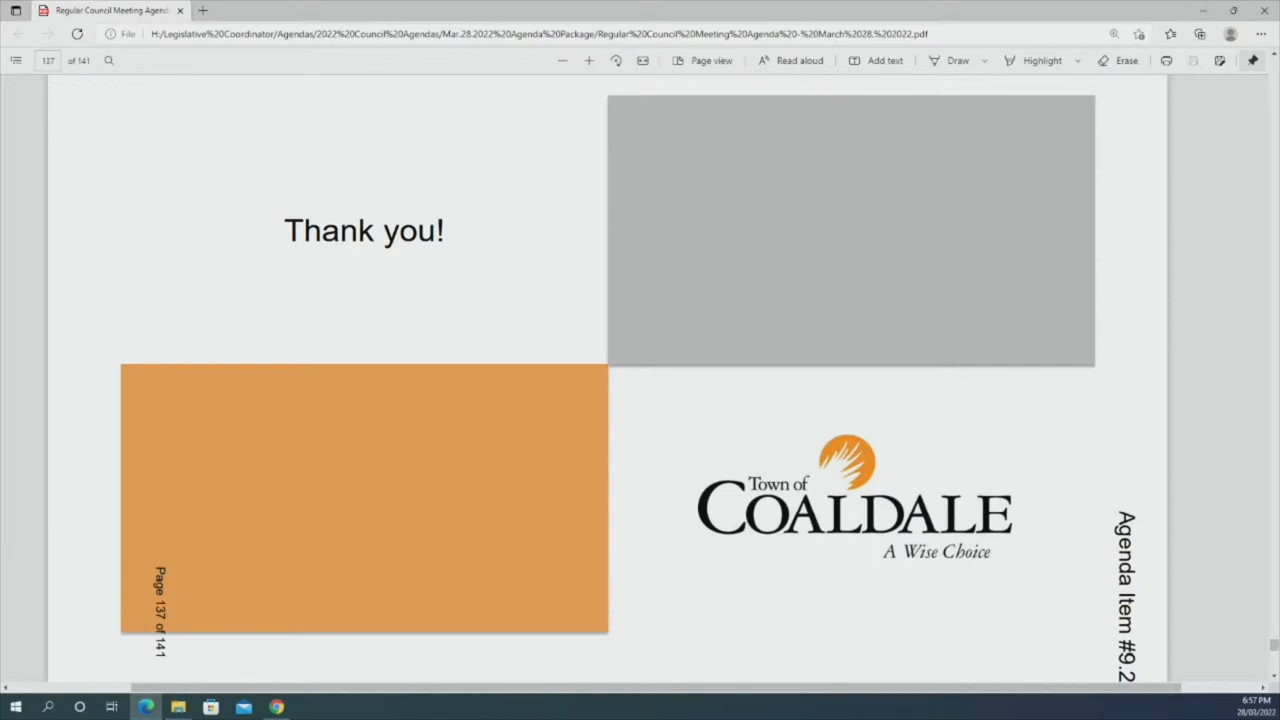 Regular Council Meeting Agend
File
H:/Legislative%20Coordinator/Agendas/2022%20Council%20Agendas/Mar.28.2022%20Agenda%20Package/Regular%20Council%20Meeting%20Agenda%20-%20March%2028,%202022.pdf
137 of 141
Page view
Read aloud
Add text
Draw
Highlight
Erase
Thank you!
Town of
COALDALE
A Wise Choice
Agenda Item #9.2
Page 137 of 141
6:57 PM
28/03/2022